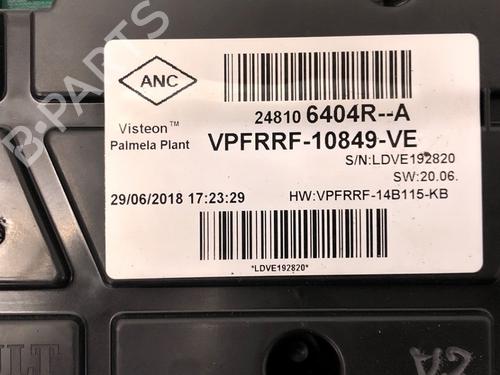 ANC
24810 6404R--A
Visteon™
Palmela Plant
VPFRRF-10849-VE
S/N:LDVE192820
SW:20.06.
29/06/2018 17:23:29
HW:VPFRRF-14B115-KB
*LDVE192820*
B-PARTS